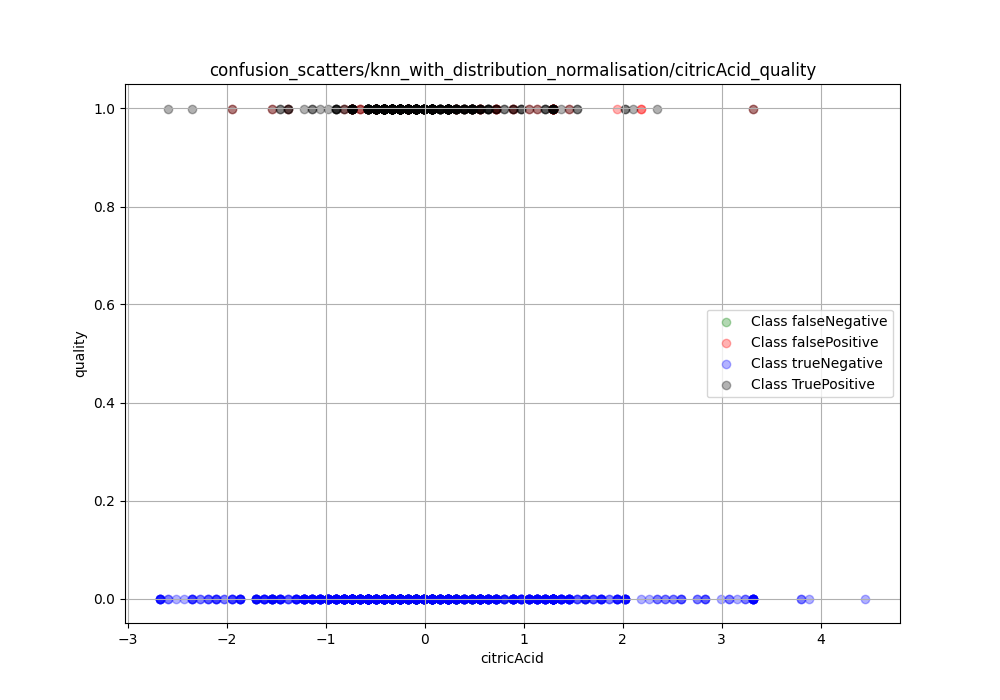 confusion_scatters/knn_with_distribution_normalisation/citricAcid_quality
1.0
0.8
0.6
0.4
0.2
0.0
quality
Class falseNegative
Class falsePositive
Class trueNegative
Class TruePositive
−3
−2
−1
0
1
2
3
4
citricAcid